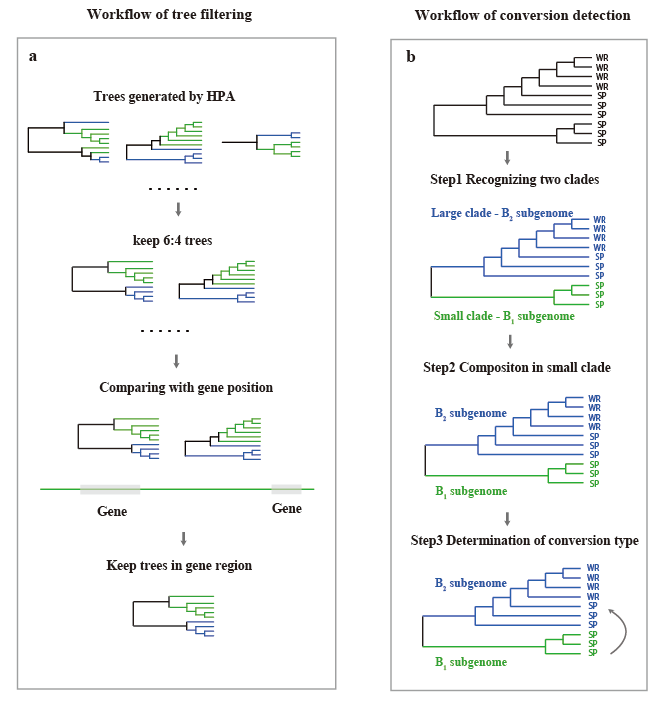 Workflow of tree filtering
a
Trees generated by HPA
......
keep 6:4 trees
......
Comparing with gene position
Gene
Gene
Keep trees in gene region
Workflow of conversion detection
b
WR
WR
WR
WR
SP
SP
SP
SP
SP
SP
Step1 Recognizing two clades
Large clade - B2 subgenome
WR
WR
WR
WR
SP
SP
SP
SP
SP
SP
Small clade - B1 subgenome
Step2 Compositon in small clade
B2 subgenome
WR
WR
WR
WR
SP
SP
SP
SP
SP
SP
B1 subgenome
Step3 Determination of conversion type
B2 subgenome
WR
WR
WR
WR
SP
SP
SP
SP
SP
SP
B1 subgenome